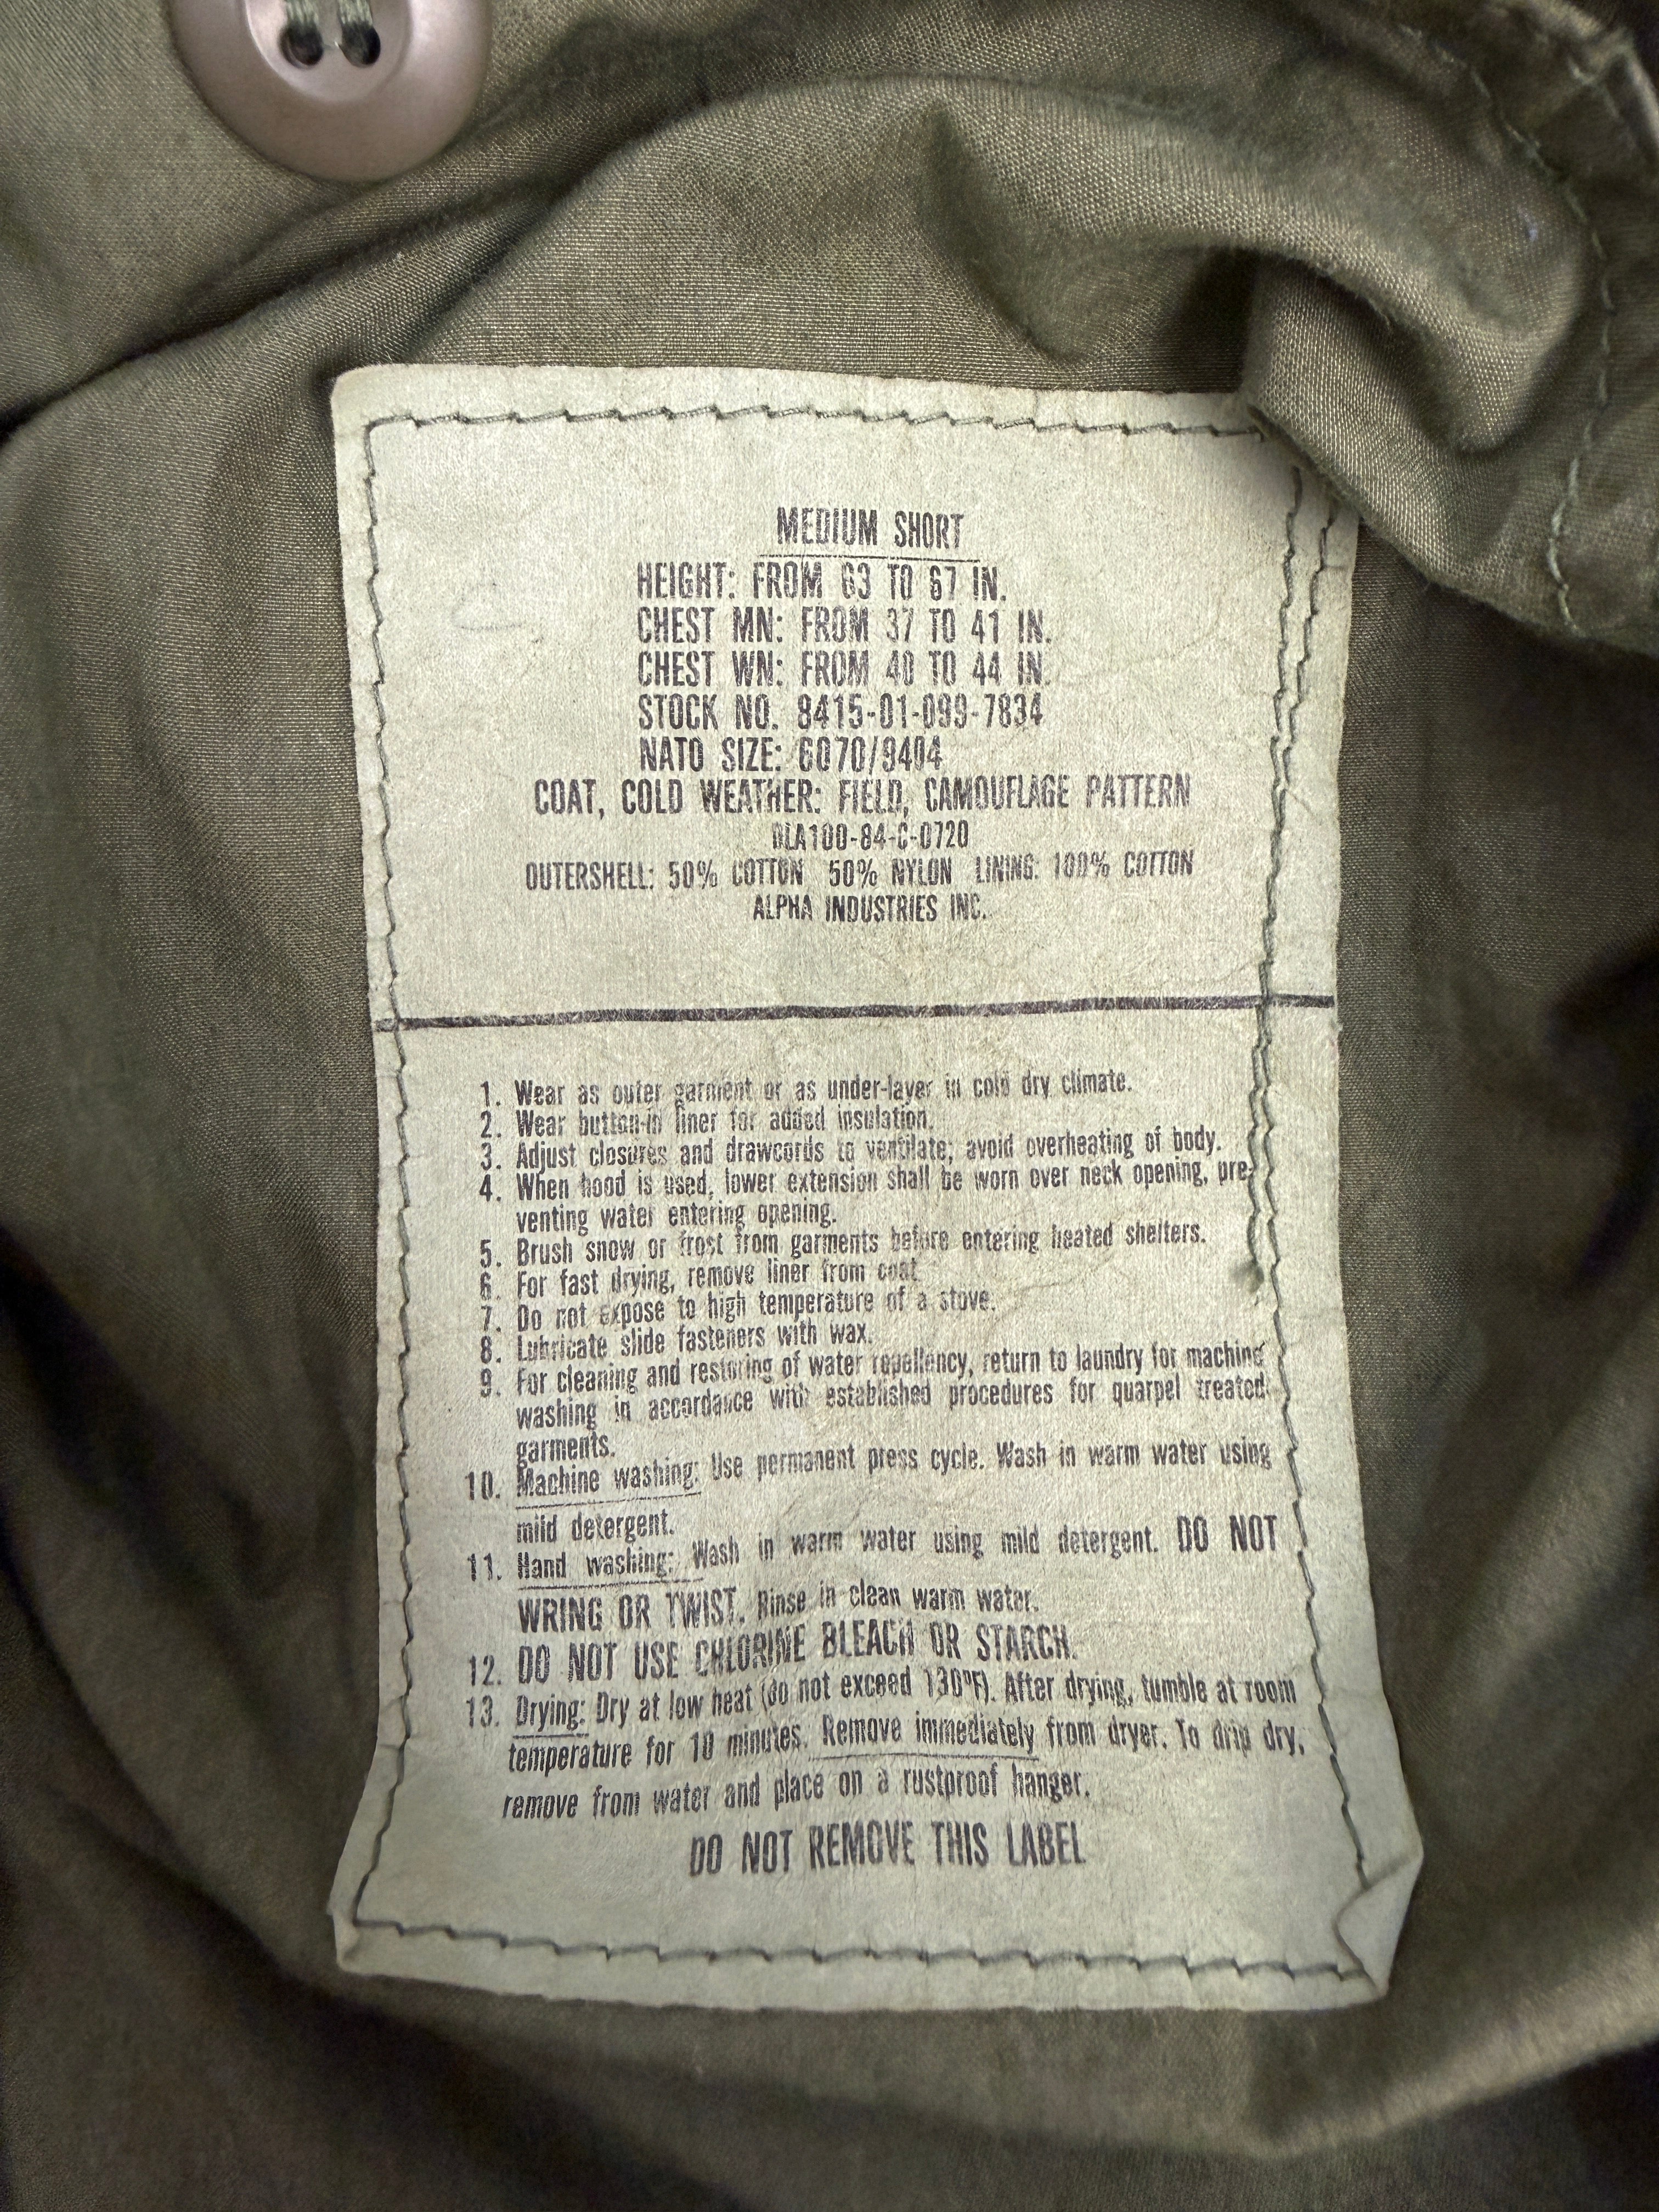 MEDIUM SHORT
HEIGHT: FROM 63 TO 67 IN.
CHEST MN: FROM 37 TO 41 IN.
CHEST WN: FROM 40 TO 44 IN.
STOCK NO. 8415-01-099-7834
NATO SIZE: 6070/9404
COAT, COLD WEATHER: FIELD, CAMOUFLAGE PATTERN
DLA100-84-C-0720
OUTERSHELL: 50% COTTON 50% NYLON LINING: 100% COTTON
ALPHA INDUSTRIES INC.
1. Wear as outer garment or as under-layer in cold dry climate.
2. Wear button-in liner for added insulation.
3. Adjust closures and drawcords to ventilate; avoid overheating of body.
4. When hood is used, lower extension shall be worn over neck opening, pre-
venting water entering opening.
5. Brush snow or frost from garments before entering heated shelters.
6. For fast drying, remove liner from coat
7. Do not expose to high temperature of a stove.
8. Lubricate slide fasteners with wax.
9. For cleaning and restoring of water repellency, return to laundry for machine
washing in accordance with established procedures for quarpel treated
garments.
10. Machine washing: Use permanent press cycle. Wash in warm water using
mild detergent.
11. Hand washing: Wash in warm water using mild detergent. DO NOT
WRING OR TWIST. Rinse in clean warm water.
12. DO NOT USE CHLORINE BLEACH OR STARCH.
13. Drying: Dry at low heat (do not exceed 130°F). After drying, tumble at room
temperature for 10 minutes. Remove immediately from dryer. To drip dry,
remove from water and place on a rustproof hanger.
DO NOT REMOVE THIS LABEL